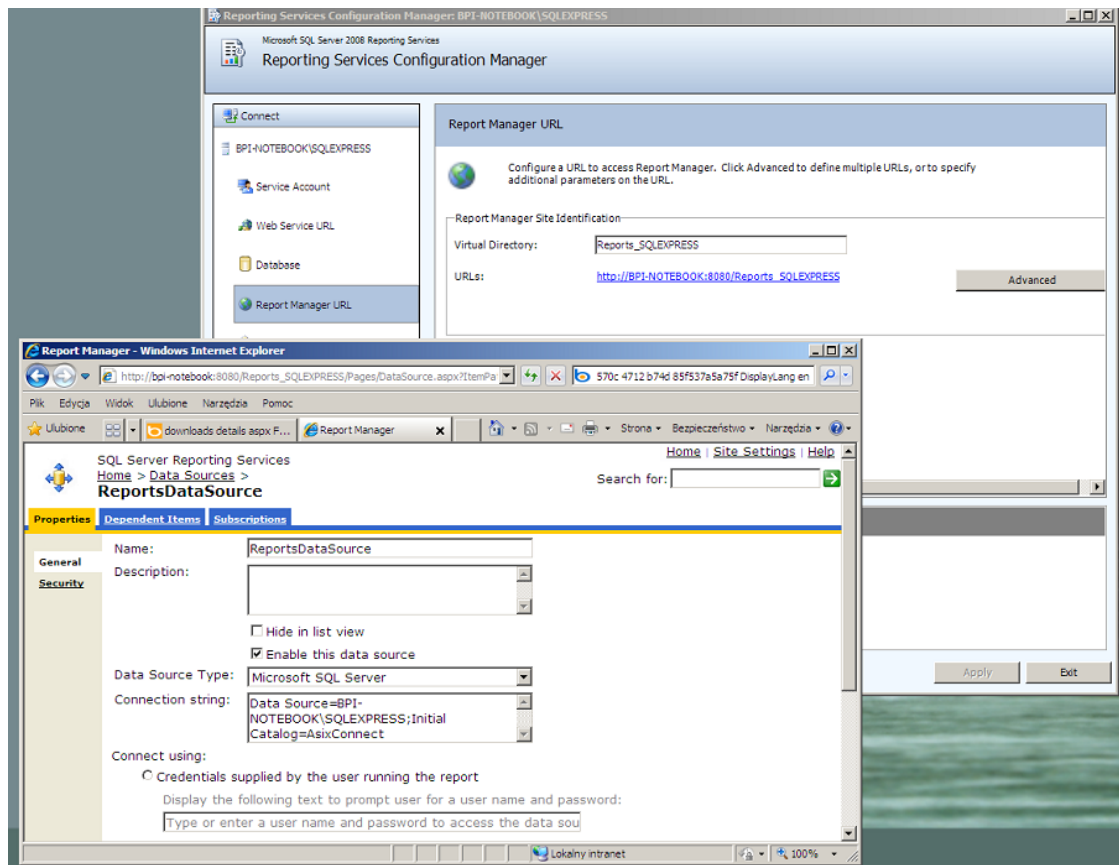 Reporting Services Configuration Manager: BPI-NOTEBOOK\SQLEXPRESS
Microsoft SQL Server 2008 Reporting Services
Reporting Services Configuration Manager
Connect
BPI-NOTEBOOK\SQLEXPRESS
Service Account
Web Service URL
Database
Report Manager URL
Report Manager URL
Configure a URL to access Report Manager. Click Advanced to define multiple URLs, or to specify
additional parameters on the URL.
Report Manager Site Identification
Virtual Directory: Reports_SQLEXPRESS
URLs: http://BPI-NOTEBOOK:8080/Reports_SQLEXPRESS
Advanced
Apply Exit
Report Manager - Windows Internet Explorer
http://bpi-notebook:8080/Reports_SQLEXPRESS/Pages/DataSource.aspx?ItemPa 570c 4712 b74d 85f537a5a75f DisplayLang en
Plik Edycja Widok Ulubione Narzędzia Pomoc
Ulubione downloads details aspx F... Report Manager Strona Bezpieczeństwo Narzędzia
SQL Server Reporting Services
Home | Site Settings | Help
Home > Data Sources >
Search for:
ReportsDataSource
Properties Dependent Items Subscriptions
General
Security
Name: ReportsDataSource
Description:
Hide in list view
Enable this data source
Data Source Type: Microsoft SQL Server
Connection string: Data Source=BPI-
NOTEBOOK\SQLEXPRESS;Initial
Catalog=AsixConnect
Connect using:
Credentials supplied by the user running the report
Display the following text to prompt user for a user name and password:
Type or enter a user name and password to access the data sou
Lokalny intranet 100%